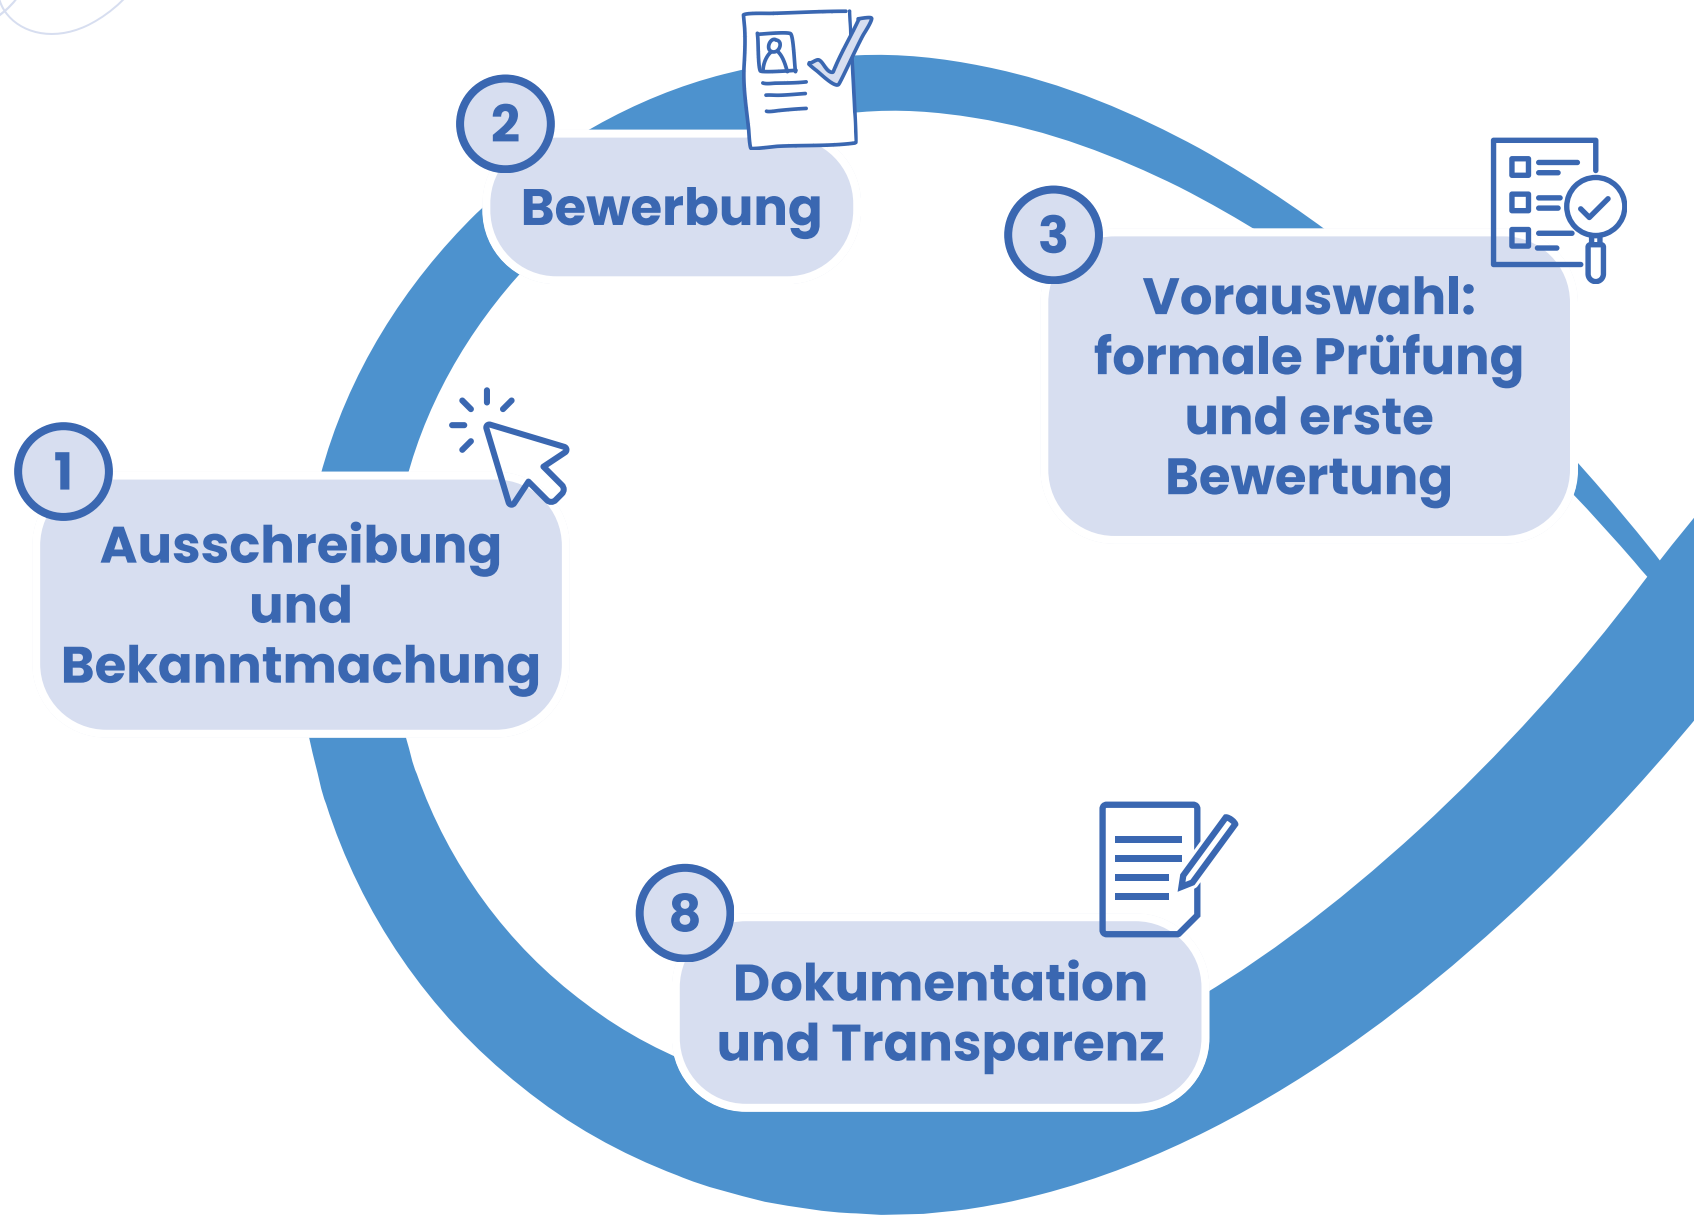 1
Ausschreibung
und
Bekanntmachung
2
Bewerbung
3
Vorauswahl:
formale Prüfung
und erste
Bewertung
8
Dokumentation
und Transparenz